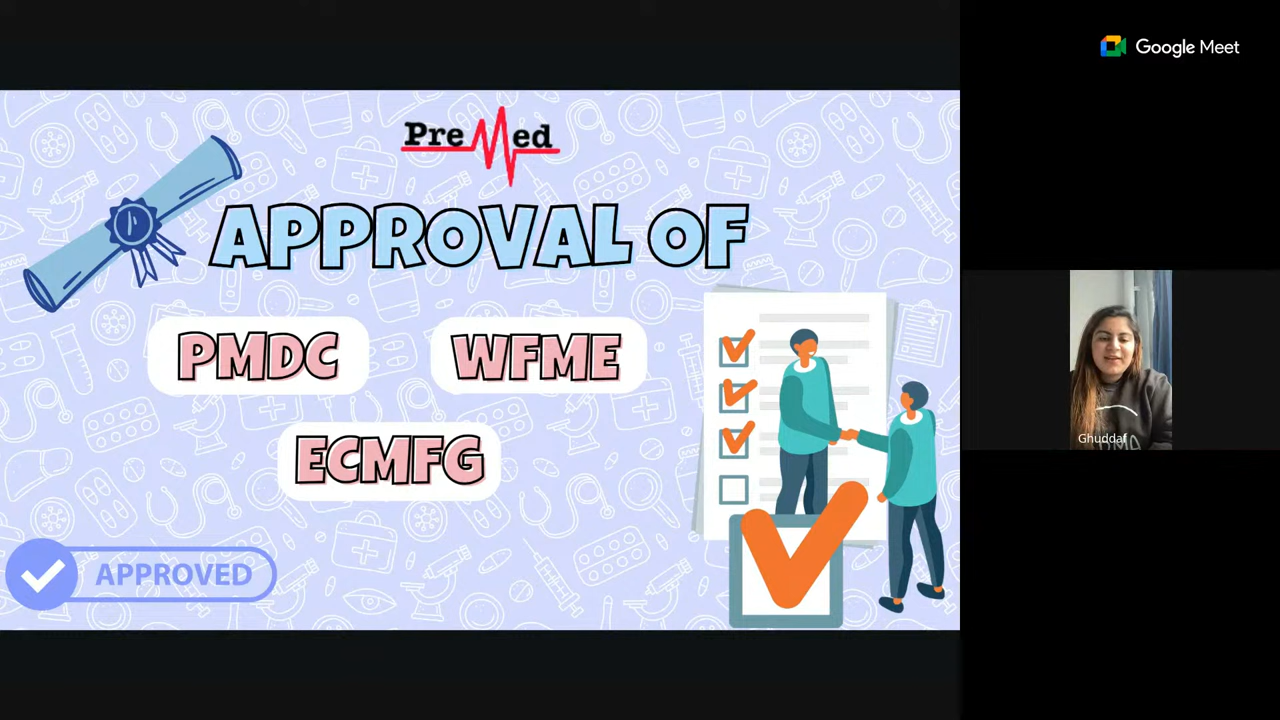 PreMed
APPROVAL OF
PMDC WFME
ECMFG
APPROVED
Google Meet
Ghuddaf